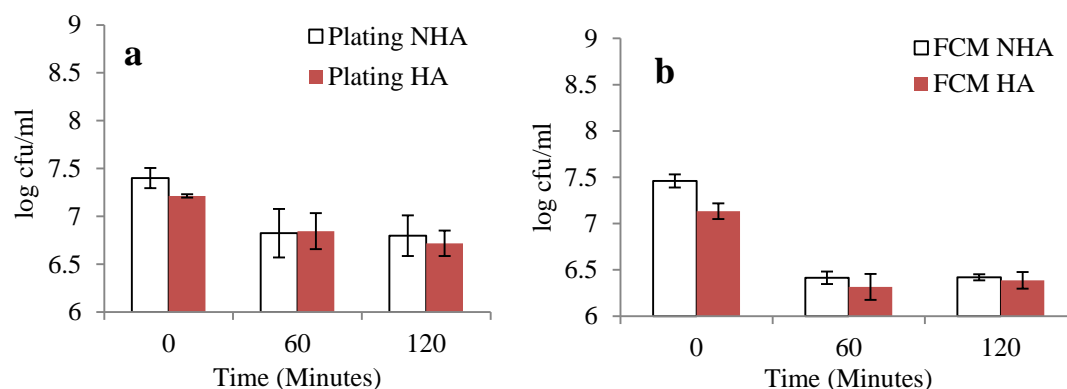 a
Plating NHA
Plating HA
log cfu/ml
9
8.5
8
7.5
7
6.5
6
0 60 120
Time (Minutes)
b
FCM NHA
FCM HA
log cfu/ml
9
8.5
8
7.5
7
6.5
6
0 60 120
Time (Minutes)